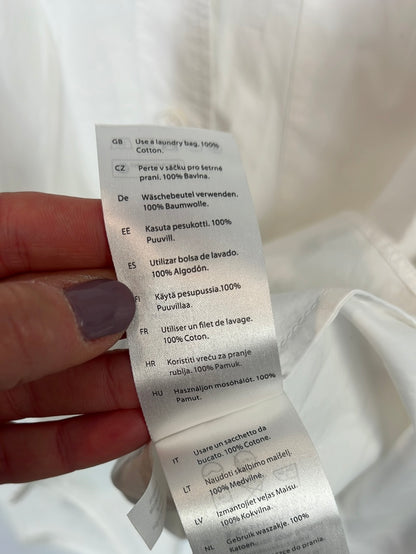 GB Use a laundry bag, 100%
Cotton.
CZ Perte v sáčku pro šetrné
praní. 100% Bavlna.
De Wäschebeutel verwenden.
100% Baumwolle.
EE Kasuta pesukotti. 100%
Puuvill.
ES Utilizar bolsa de lavado.
100% Algodón.
FI Käytä pesupussia.100%
Puuvillaa.
FR Utiliser un filet de lavage.
100% Coton.
HR Koristiti vreću za pranje
rublja. 100% Pamuk.
HU Használjon mosóhálót. 100%
Pamut.
IT Usare un sacchetto da
bucato. 100% Cotone.
LT Naudoti skalbimo maišelį.
100% Medvilnė.
LV Izmantojiet veļas Maisu.
100% Kokvilna.
NL Gebruik waszakje. 100%
Katoen.
do prania.